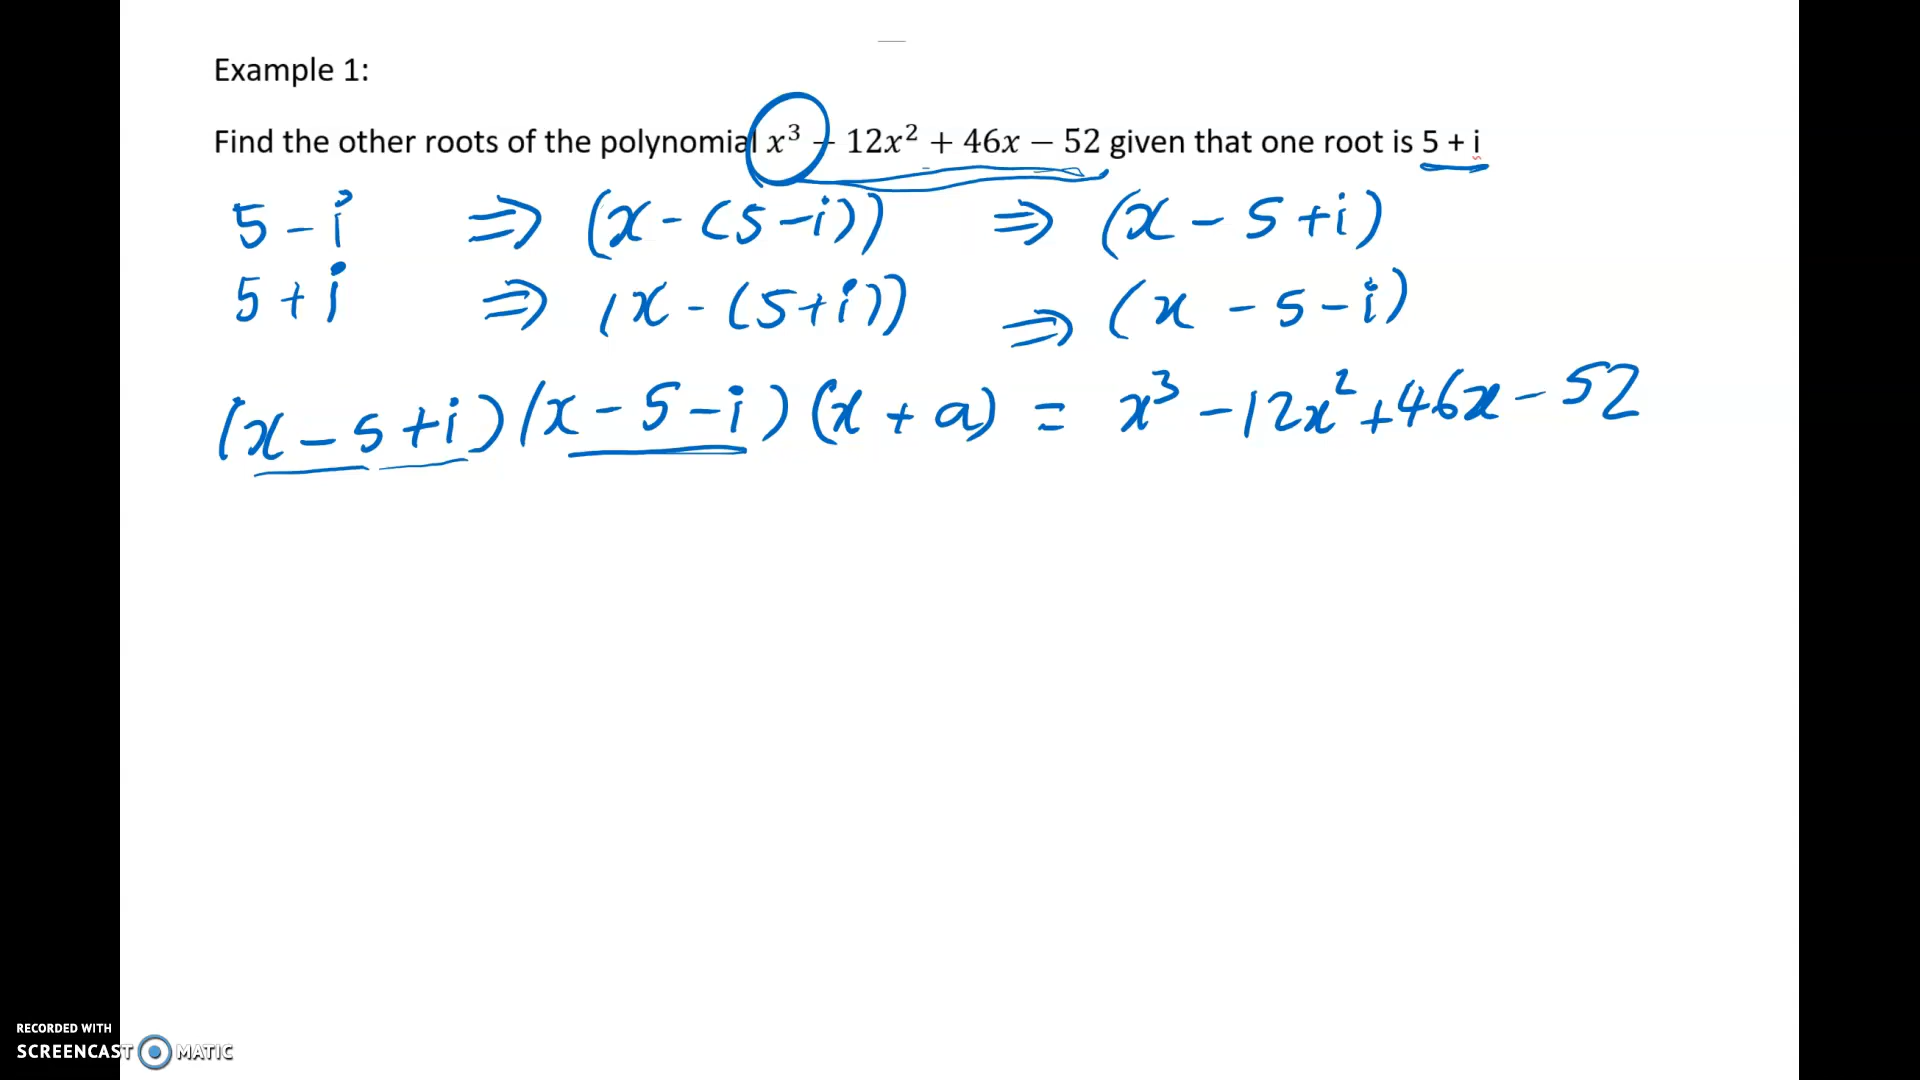 Example 1:
Find the other roots of the polynomial x³ − 12x² + 46x − 52 given that one root is 5 + i
5 - i ⇒ (x - (5 - i)) ⇒ (x - 5 + i)
5 + i ⇒ (x - (5 + i)) ⇒ (x - 5 - i)
(x - 5 + i)(x - 5 - i)(x + a) = x³ - 12x² + 46x - 52
RECORDED WITH
SCREENCAST MATIC